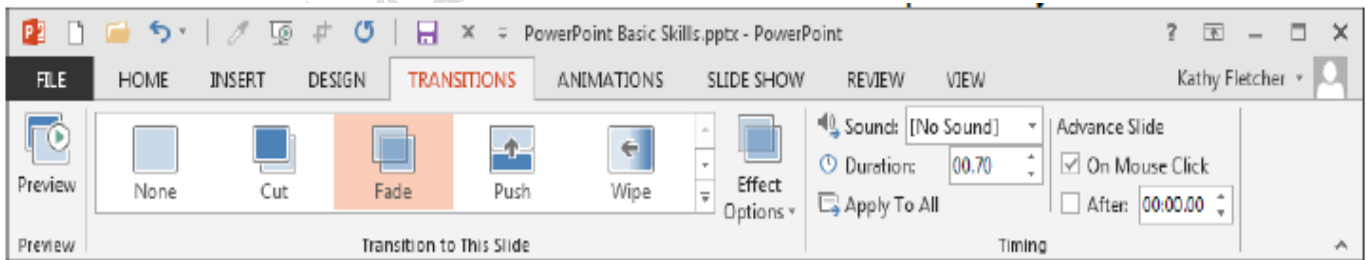 PowerPoint Basic Skills.pptx - PowerPoint ?
FILE HOME INSERT DESIGN TRANSITIONS ANIMATIONS SLIDE SHOW REVIEW VIEW Kathy Fletcher
Sound: [No Sound] Advance Slide
Preview None Cut Fade Push Wipe Effect Options Duration: 00.70 On Mouse Click
Apply To All After: 00:00.00
Preview Transition to This Slide Timing